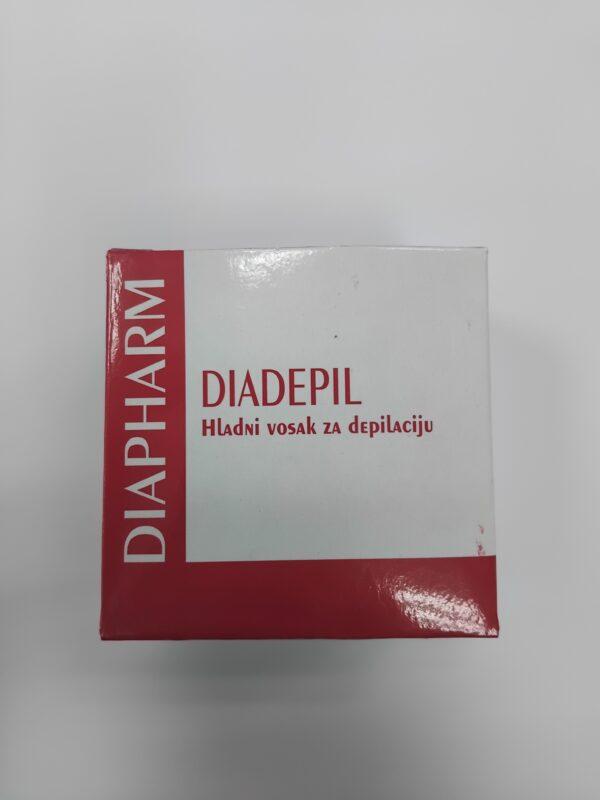 DIAPHARM
DIADEPIL
Hladni vosak za depilaciju